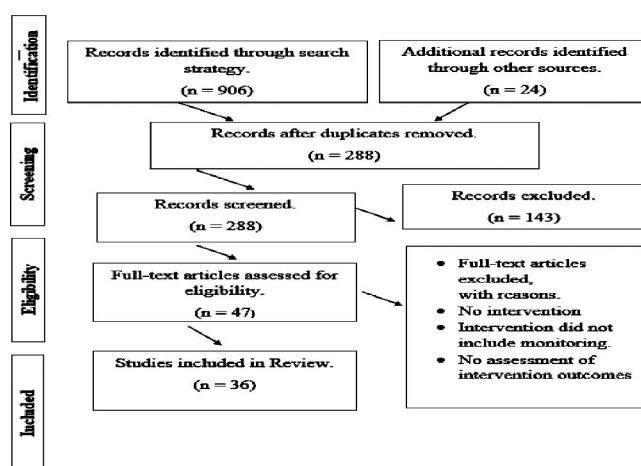 Identification
Records identified through search
strategy.
(n = 906)
Additional records identified
through other sources.
(n = 24)
Screening
Records after duplicates removed.
(n = 288)
Records screened.
(n = 288)
Records excluded.
(n = 143)
Eligibility
Full-text articles assessed for
eligibility.
(n = 47)
• Full-text articles
excluded,
with reasons.
• No intervention
• Intervention did not
include monitoring.
• No assessment of
intervention outcomes
Included
Studies included in Review.
(n = 36)